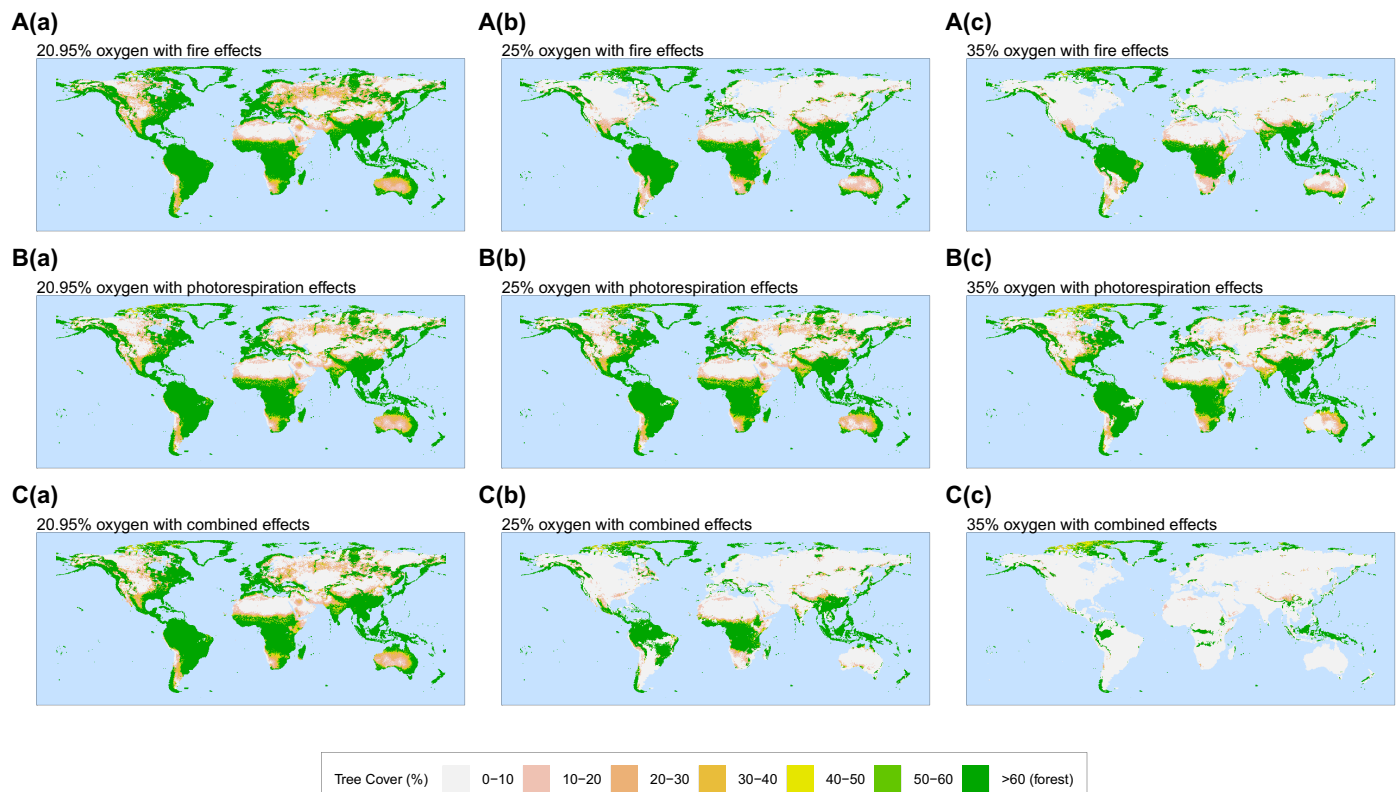 A(a)
20.95% oxygen with fire effects
A(b)
25% oxygen with fire effects
A(c)
35% oxygen with fire effects
B(a)
20.95% oxygen with photorespiration effects
B(b)
25% oxygen with photorespiration effects
B(c)
35% oxygen with photorespiration effects
C(a)
20.95% oxygen with combined effects
C(b)
25% oxygen with combined effects
C(c)
35% oxygen with combined effects
Tree Cover (%) 0−10 10−20 20−30 30−40 40−50 50−60 >60 (forest)